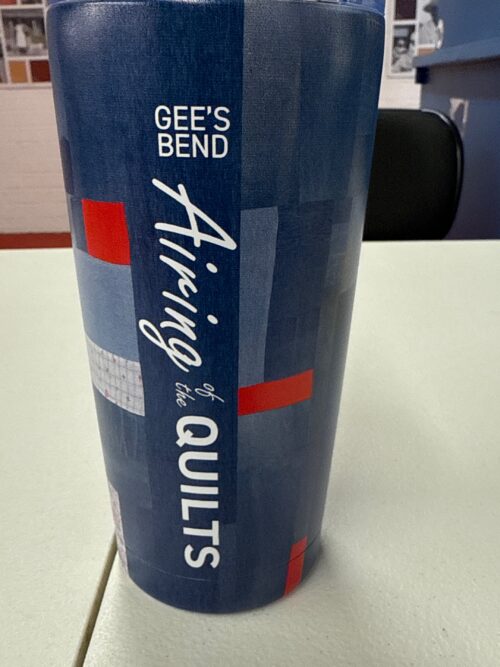 GEE'S
BEND
Airing
of
the
QUILTS